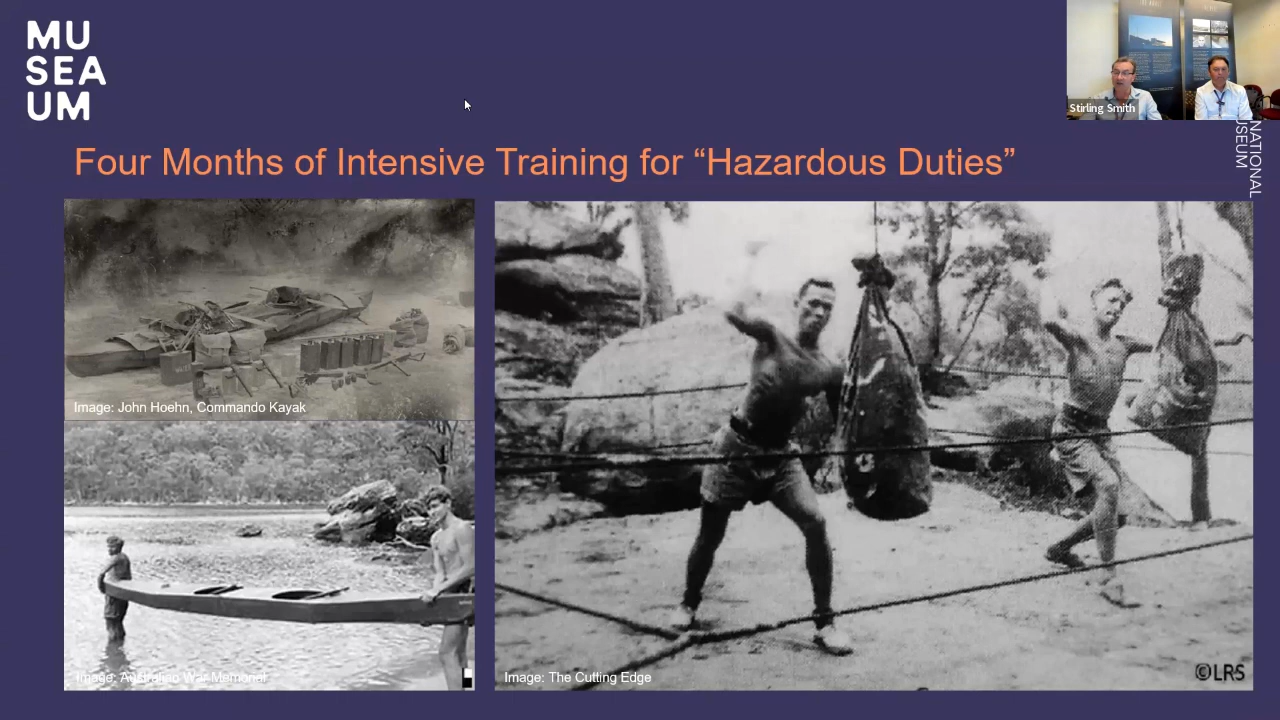 MU
SEA
UM
Stirling Smith
NATIONAL
USEUM
Four Months of Intensive Training for “Hazardous Duties”
Image: John Hoehn, Commando Kayak
Image: Australian War Memorial
Image: The Cutting Edge
©LRS